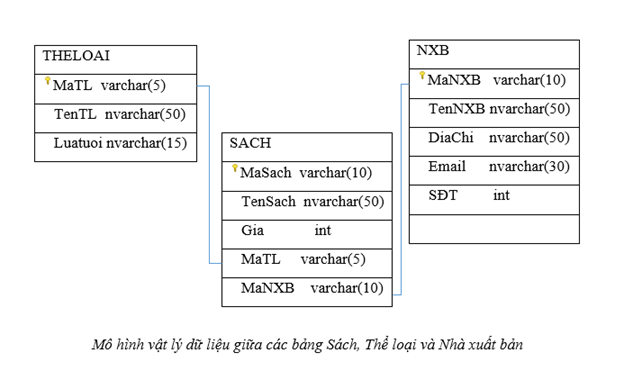 THELOAI
MaTL varchar(5)
TenTL nvarchar(50)
Luatuoi nvarchar(15)
SACH
MaSach varchar(10)
TenSach nvarchar(50)
Gia int
MaTL varchar(5)
MaNXB varchar(10)
NXB
MaNXB varchar(10)
TenNXB nvarchar(50)
DiaChi nvarchar(50)
Email nvarchar(30)
SĐT int
Mô hình vật lý dữ liệu giữa các bảng Sách, Thể loại và Nhà xuất bản